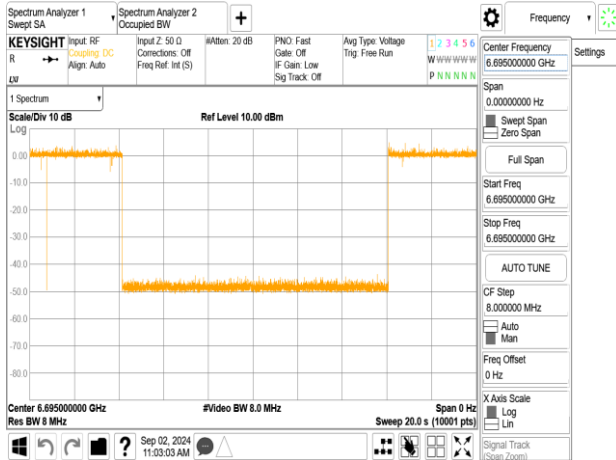 Spectrum Analyzer 1
Swept SA
Spectrum Analyzer 2
Occupied BW
+
Frequency
KEYSIGHT
R
LXI
Input: RF
Coupling: DC
Align: Auto
Input Z: 50 Ω
Corrections: Off
Freq Ref: Int (S)
#Atten: 20 dB
PNO: Fast
Gate: Off
IF Gain: Low
Sig Track: Off
Avg Type: Voltage
Trig: Free Run
1 2 3 4 5 6
W W W W W W
P N N N N N
1 Spectrum
Scale/Div 10 dB
Ref Level 10.00 dBm
Log
0.00
-10.0
-20.0
-30.0
-40.0
-50.0
-60.0
-70.0
-80.0
Center 6.695000000 GHz
#Video BW 8.0 MHz
Span 0 Hz
Res BW 8 MHz
Sweep 20.0 s (10001 pts)
?
Sep 02, 2024
11:03:03 AM
Center Frequency
6.695000000 GHz
Settings
Span
0.00000000 Hz
Swept Span
Zero Span
Full Span
Start Freq
6.695000000 GHz
Stop Freq
6.695000000 GHz
AUTO TUNE
CF Step
8.000000 MHz
Auto
Man
Freq Offset
0 Hz
X Axis Scale
Log
Lin
Signal Track
(Span Zoom)